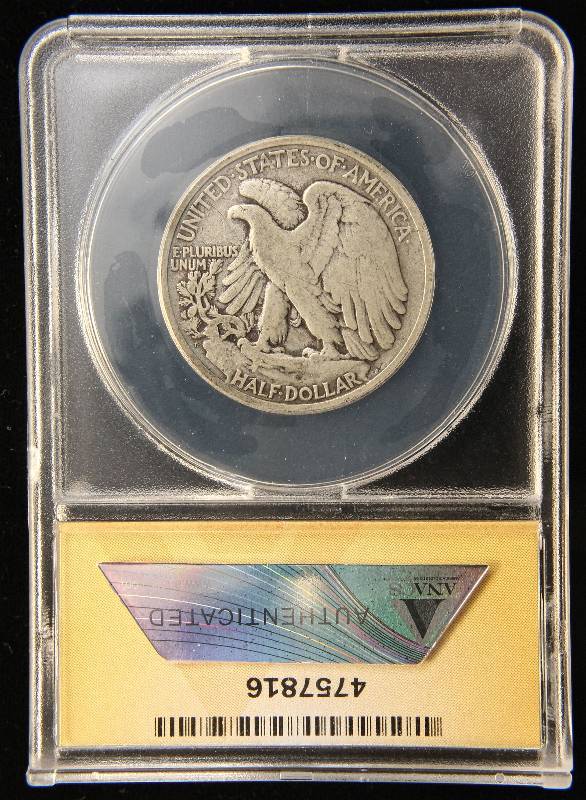 UNITED·STATES·OF·AMERICA·
E·PLURIBUS
UNUM
HALF·DOLLAR
ANACS
AUTHENTICATED
4757816